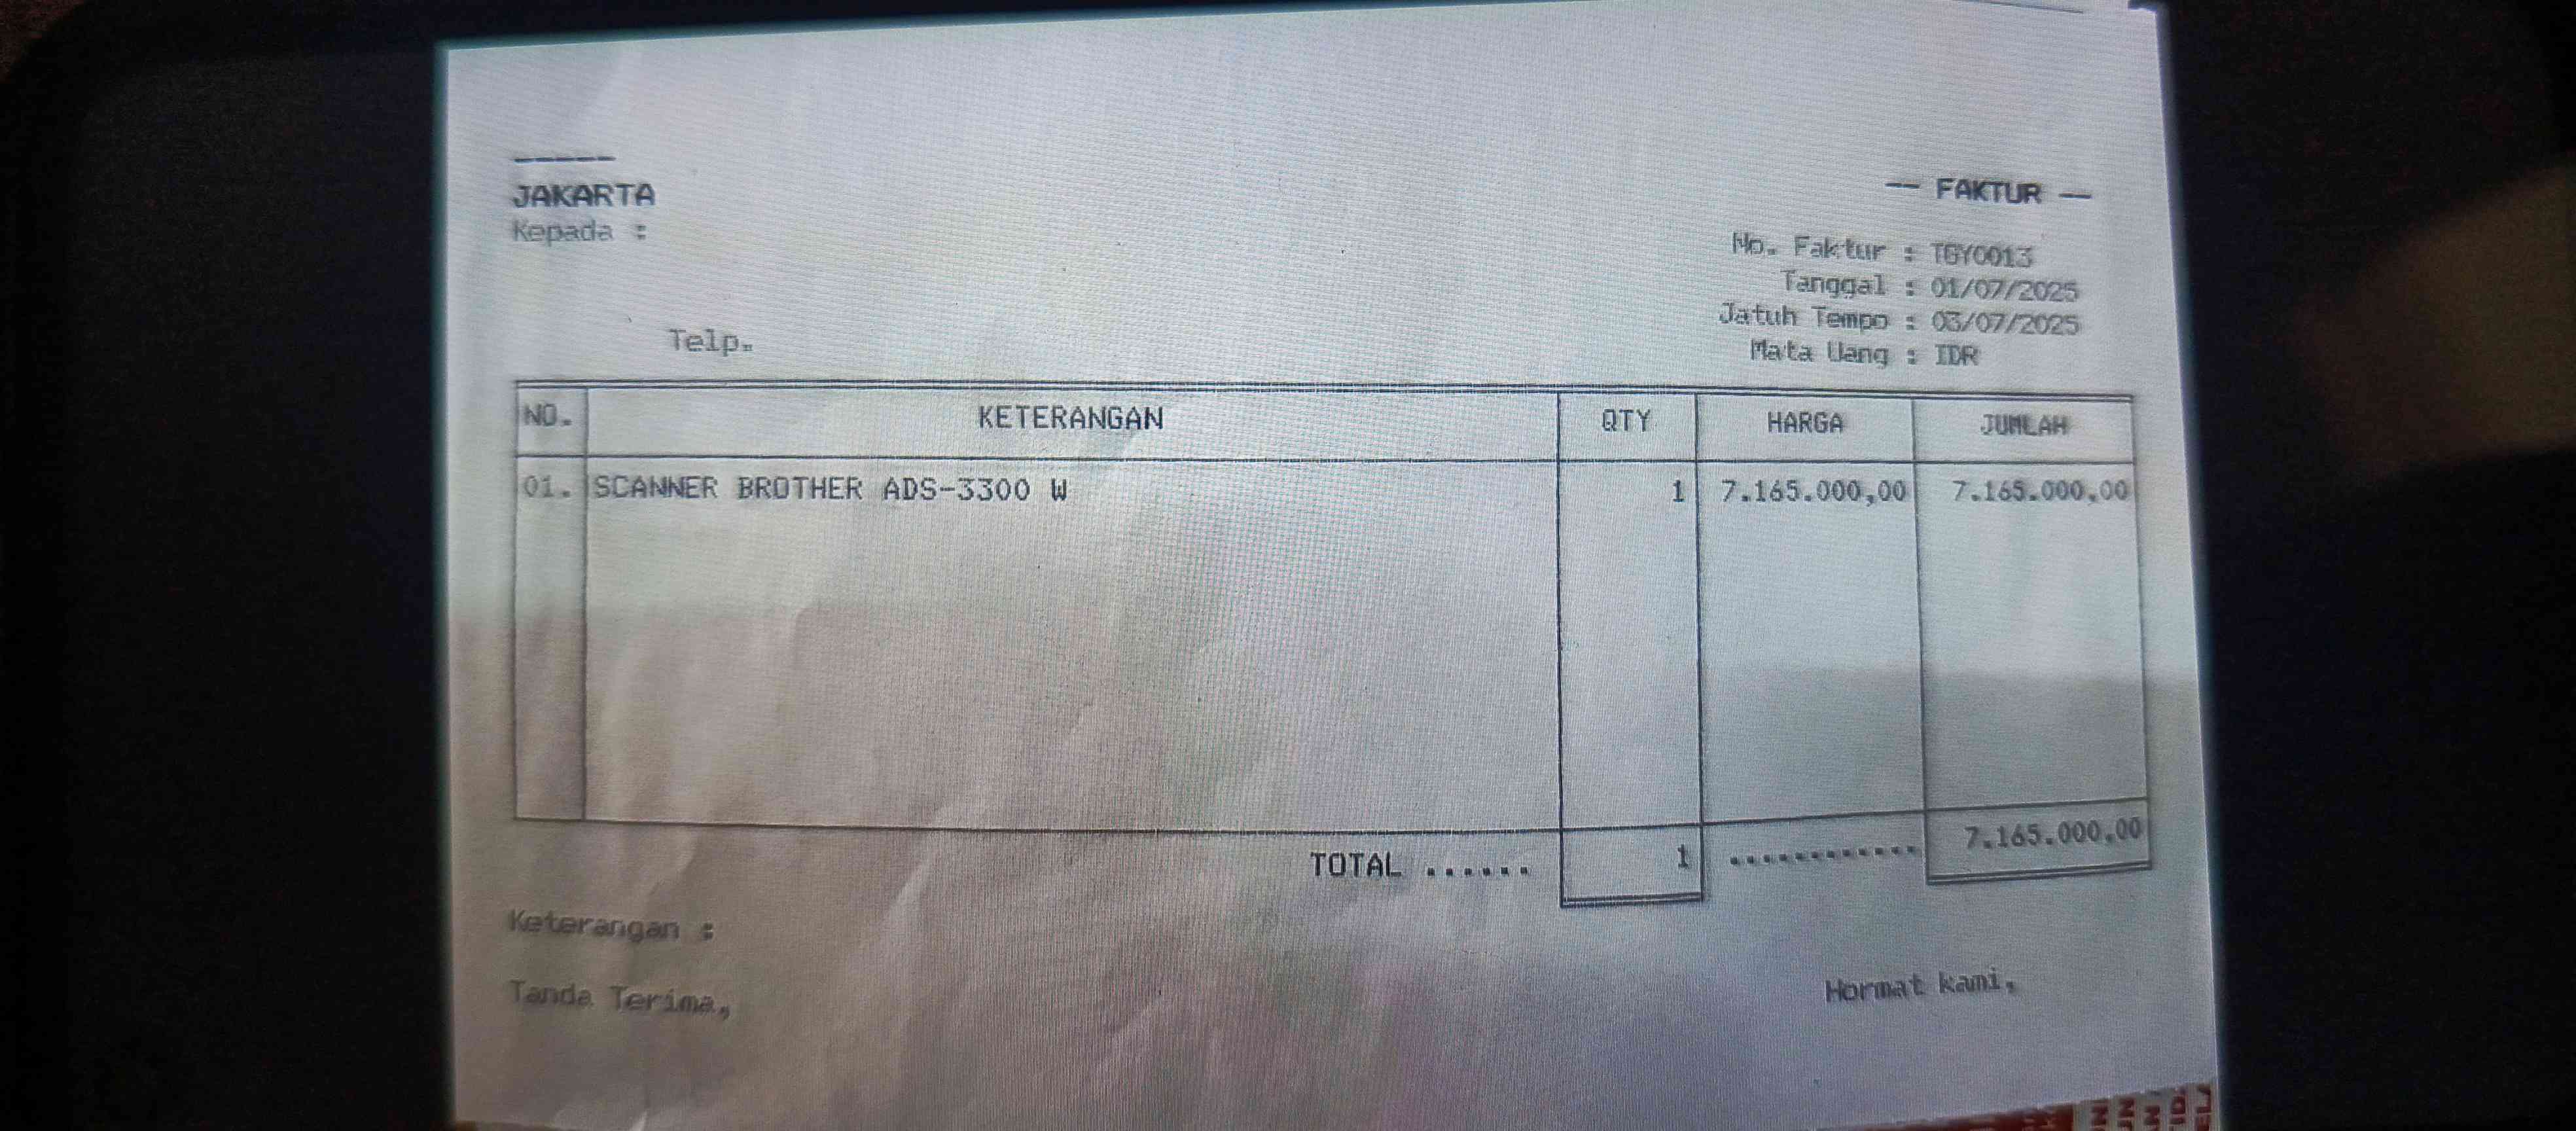 -----
JAKARTA
-- FAKTUR --
Kepada :
No. Faktur : TGY0013
Tanggal : 01/07/2025
Jatuh Tempo : 03/07/2025
Telp.
Mata Uang : IDR
NO. KETERANGAN QTY HARGA JUMLAH
01. SCANNER BROTHER ADS-3300 W 1 7.165.000,00 7.165.000,00
TOTAL ...... 1 ............ 7.165.000,00
Keterangan :
Tanda Terima,
Hormat kami,